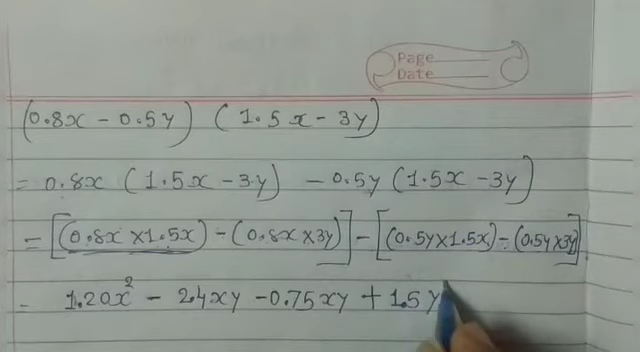 Page
Date
(0.8x - 0.5y) (1.5x - 3y)
= 0.8x (1.5x - 3y) - 0.5y (1.5x - 3y)
= [(0.8x × 1.5x) - (0.8x × 3y)] - [(0.5y × 1.5x) - (0.5y × 3y)]
= 1.20x² - 2.4xy - 0.75xy + 1.5y